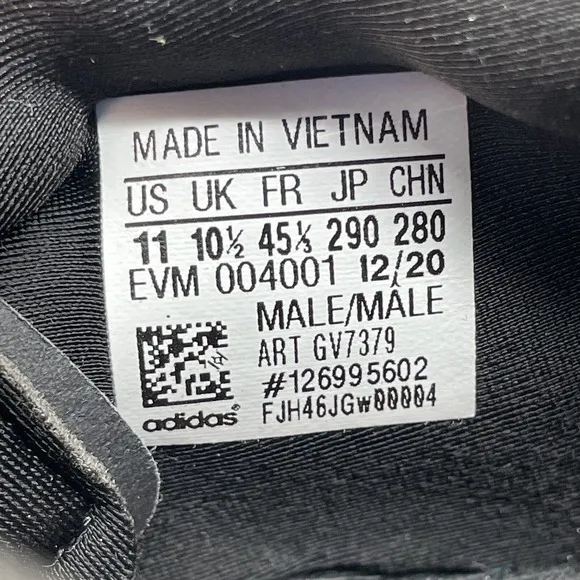 MADE IN VIETNAM
US UK FR JP CHN
11 10½ 45⅓ 290 280
EVM 004001 12/20
MALE/MÂLE
ART GV7379
#126995602
adidas® FJH46JGW00004